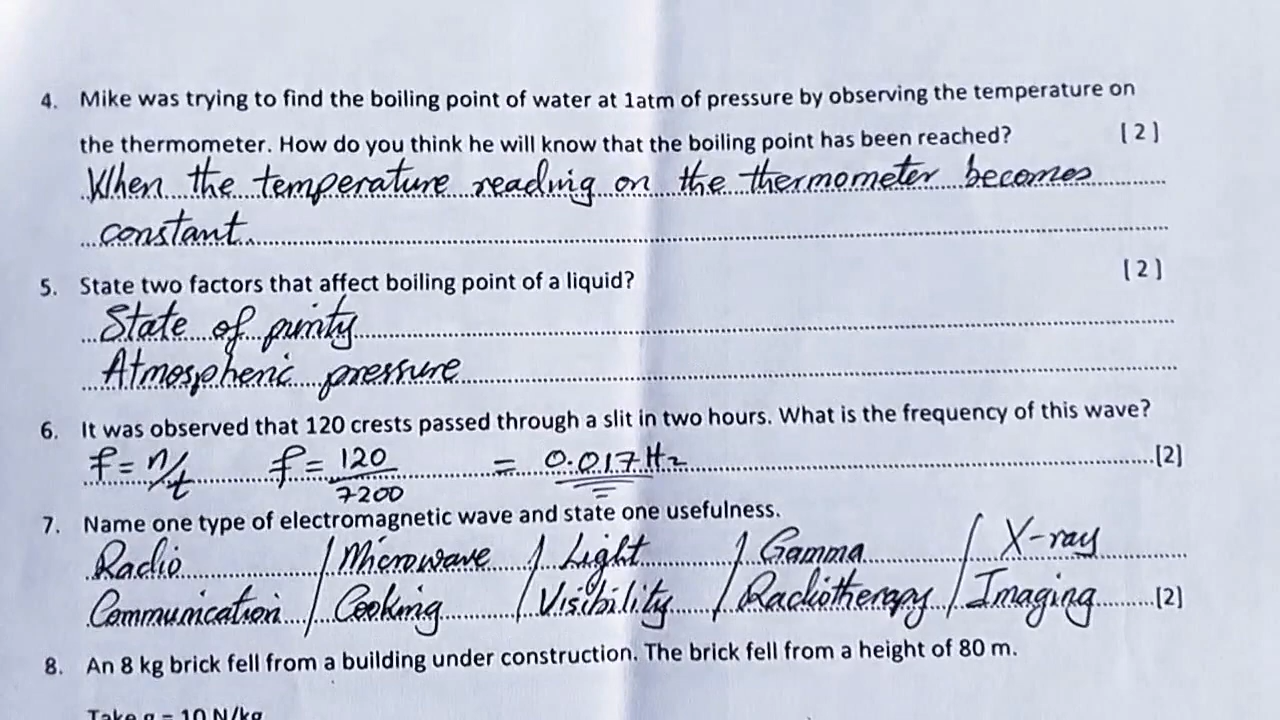 4. Mike was trying to find the boiling point of water at 1atm of pressure by observing the temperature on
the thermometer. How do you think he will know that the boiling point has been reached? [2]
When the temperature reading on the thermometer becomes
constant.
5. State two factors that affect boiling point of a liquid? [2]
State of purity
Atmospheric pressure
6. It was observed that 120 crests passed through a slit in two hours. What is the frequency of this wave?
f = n/t f = 120/7200 = 0.017 Hz [2]
7. Name one type of electromagnetic wave and state one usefulness.
Radio / Microwave / Light / Gamma / X-ray
Communication / Cooking / Visibility / Radiotherapy / Imaging [2]
8. An 8 kg brick fell from a building under construction. The brick fell from a height of 80 m.
Take g = 10 N/kg